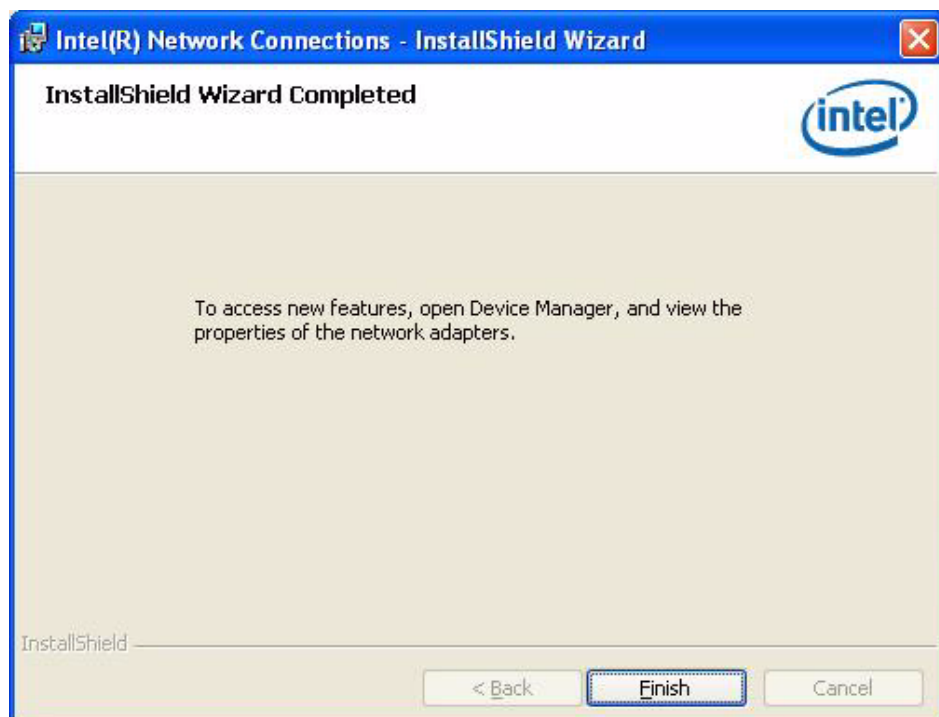 Intel(R) Network Connections - InstallShield Wizard
InstallShield Wizard Completed
intel
To access new features, open Device Manager, and view the
properties of the network adapters.
InstallShield
< Back
Finish
Cancel